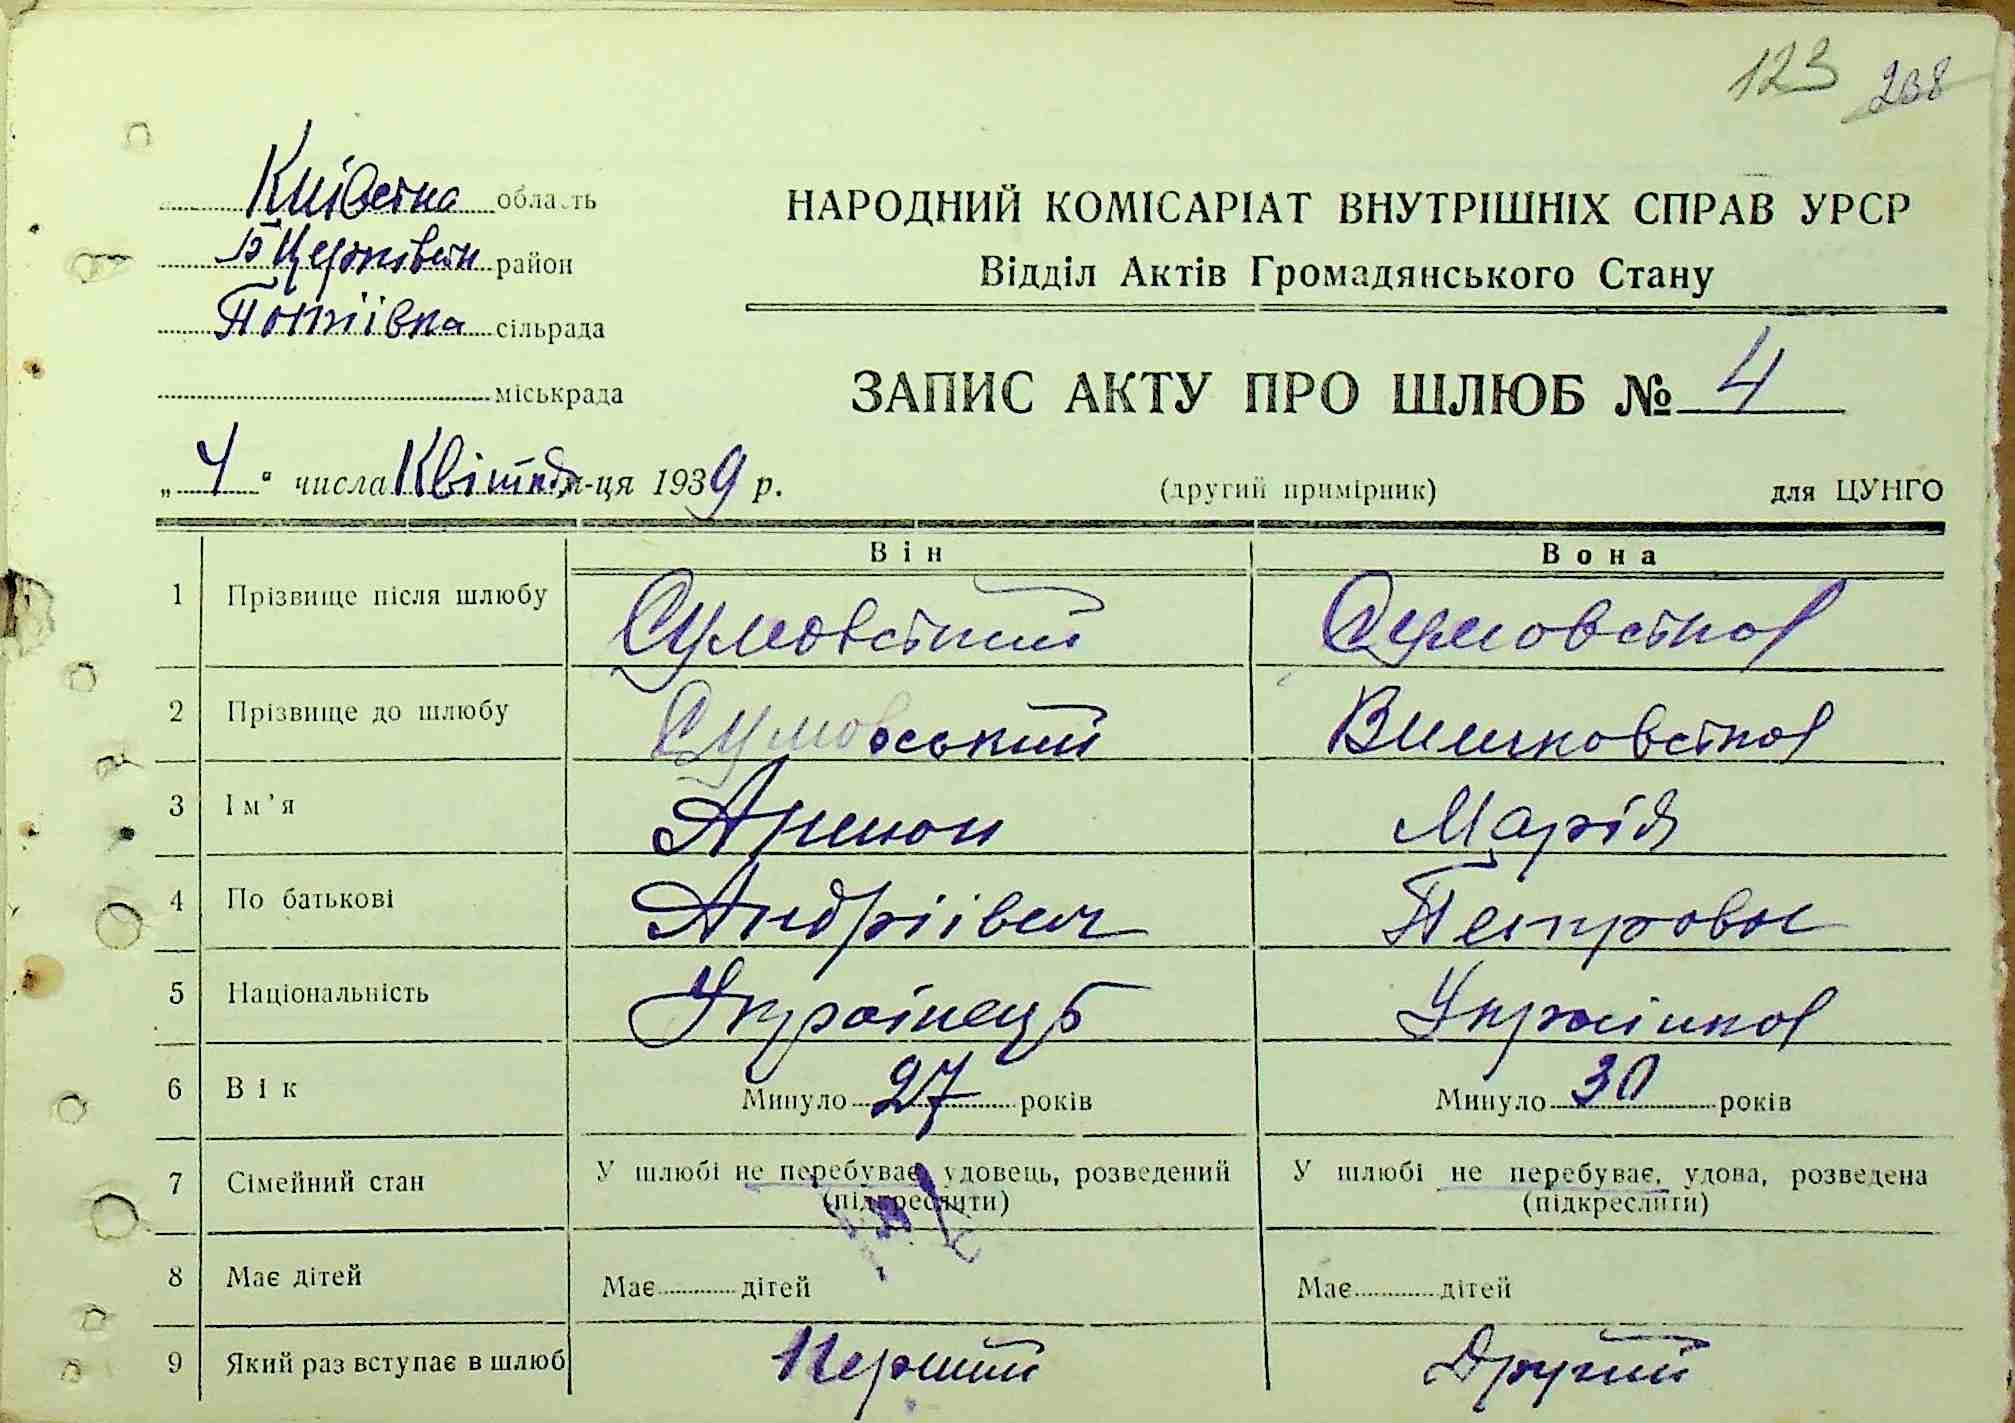 123 238
Київська область
Б Церківськ район
Потіївка сільрада
міськрада
НАРОДНИЙ КОМІСАРІАТ ВНУТРІШНІХ СПРАВ УРСР
Відділ Актів Громадянського Стану
ЗАПИС АКТУ ПРО ШЛЮБ № 4
„4" числа Квітня м-ця 1939 р.
(другий примірник) для ЦУНГО
Він Вона
1 Прізвище після шлюбу Сумовський Сумовська
2 Прізвище до шлюбу Сумовський
3 Ім'я Марія
4 По батькові Андріївич Петровна
5 Національність Українець Українка
6 Вік Минуло 27 років Минуло 30 років
7 Сімейний стан У шлюбі не перебуває, удовець, розведений У шлюбі не перебуває, удова, розведена
(підкреслити) (підкреслити)
8 Має дітей Має дітей Має дітей
9 Який раз вступає в шлюб Перший Другий